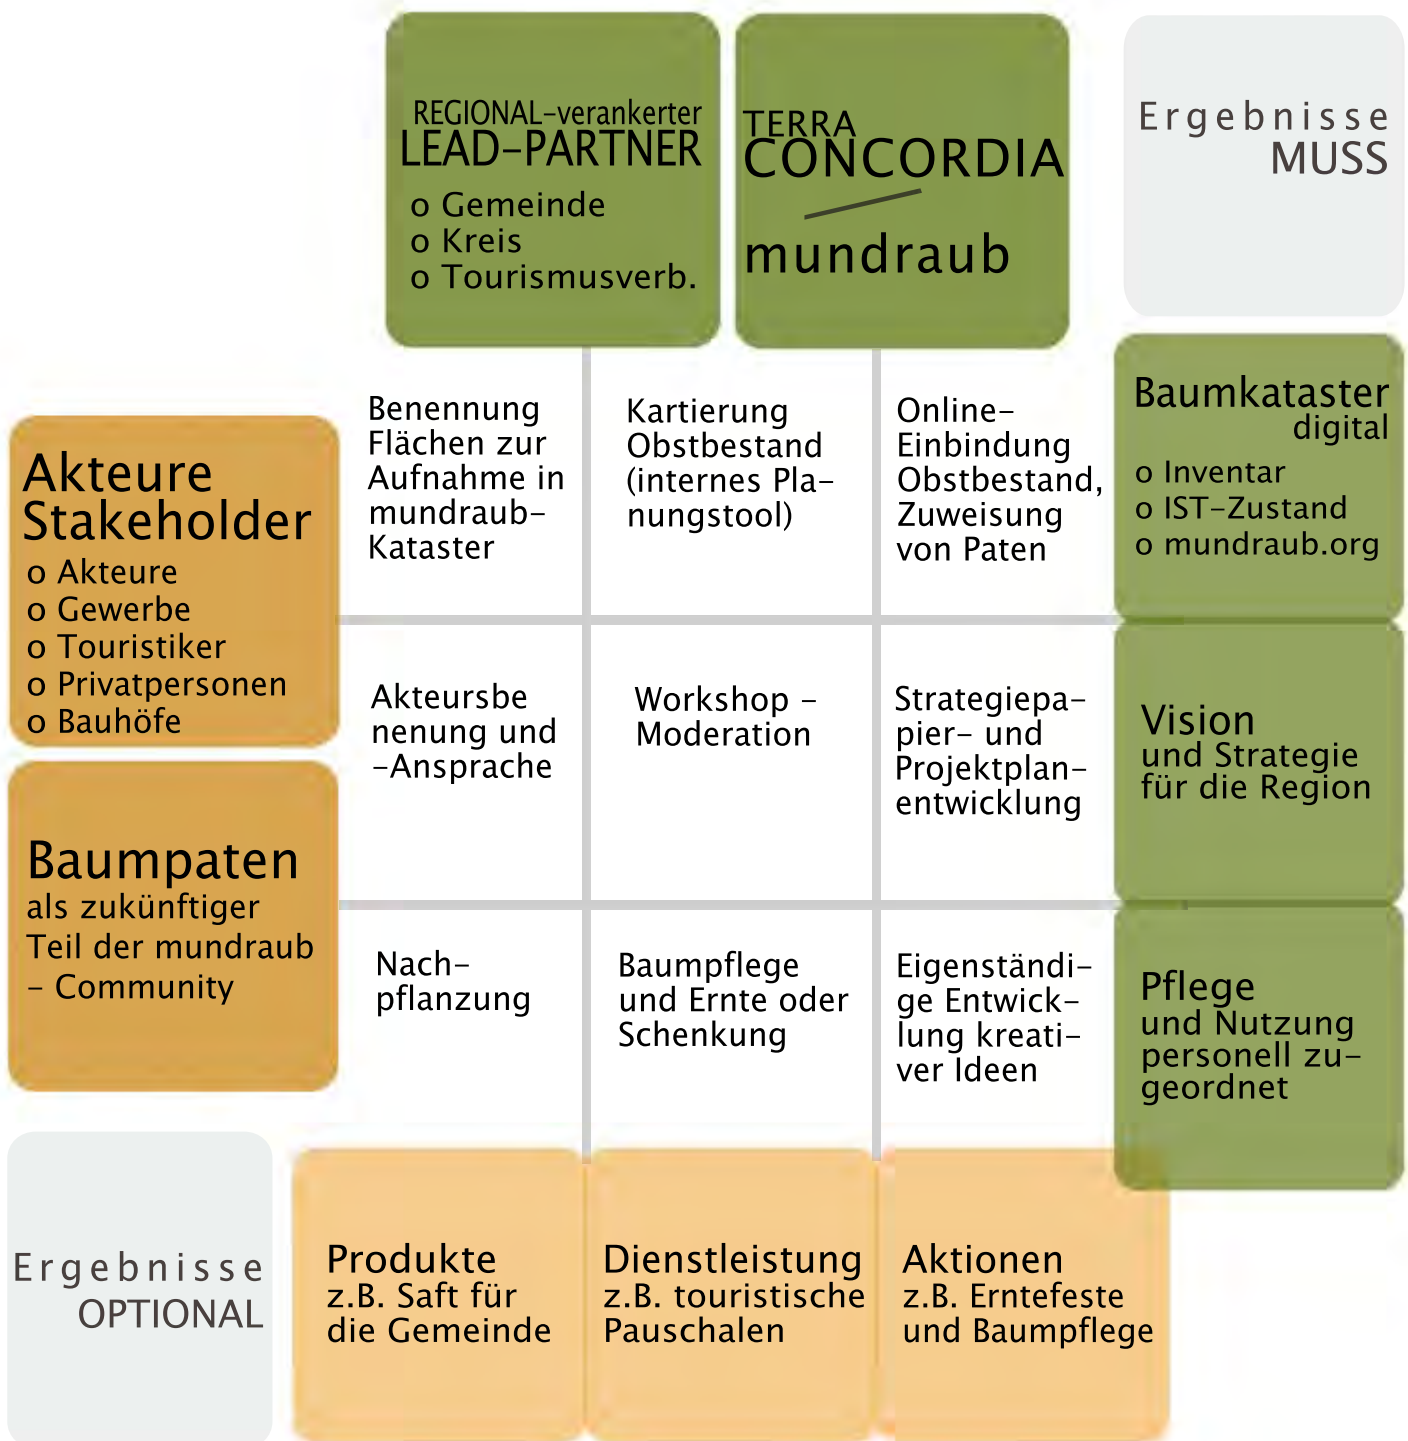 REGIONAL-verankerter
LEAD-PARTNER
o Gemeinde
o Kreis
o Tourismusverb.
TERRA
CONCORDIA
mundraub
Ergebnisse
MUSS
Akteure
Stakeholder
o Akteure
o Gewerbe
o Touristiker
o Privatpersonen
o Bauhöfe
Benennung
Flächen zur
Aufnahme in
mundraub-
Kataster
Kartierung
Obstbestand
(internes Pla-
nungstool)
Online-
Einbindung
Obstbestand,
Zuweisung
von Paten
Baumkataster
digital
o Inventar
o IST-Zustand
o mundraub.org
Akteursbe
nenung und
-Ansprache
Workshop -
Moderation
Strategiepa-
pier- und
Projektplan-
entwicklung
Vision
und Strategie
für die Region
Baumpaten
als zukünftiger
Teil der mundraub
- Community
Nach-
pflanzung
Baumpflege
und Ernte oder
Schenkung
Eigenständi-
ge Entwick-
lung kreati-
ver Ideen
Pflege
und Nutzung
personell zu-
geordnet
Ergebnisse
OPTIONAL
Produkte
z.B. Saft für
die Gemeinde
Dienstleistung
z.B. touristische
Pauschalen
Aktionen
z.B. Erntefeste
und Baumpflege